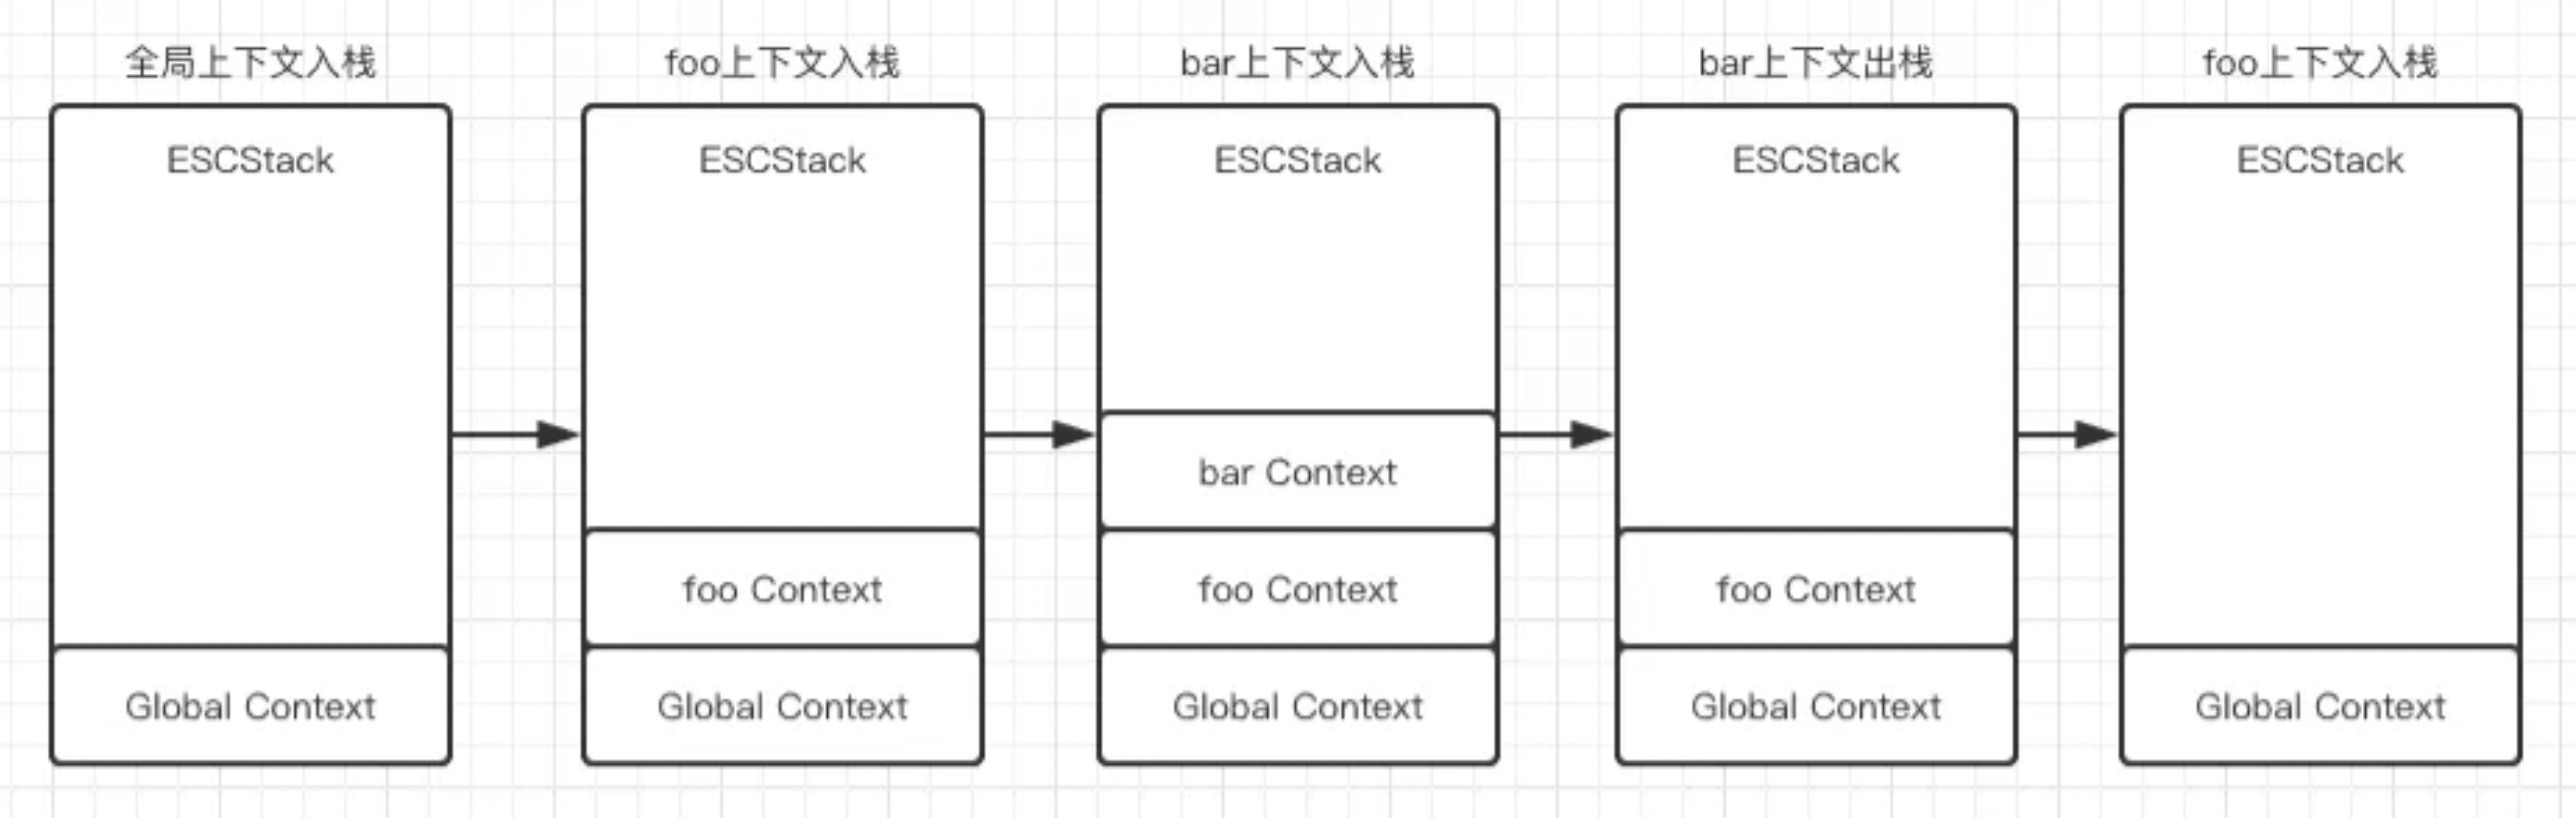 全局上下文入栈
foo上下文入栈
bar上下文入栈
bar上下文出栈
foo上下文入栈
ESCStack
ESCStack
ESCStack
ESCStack
ESCStack
bar Context
foo Context
foo Context
foo Context
Global Context
Global Context
Global Context
Global Context
Global Context